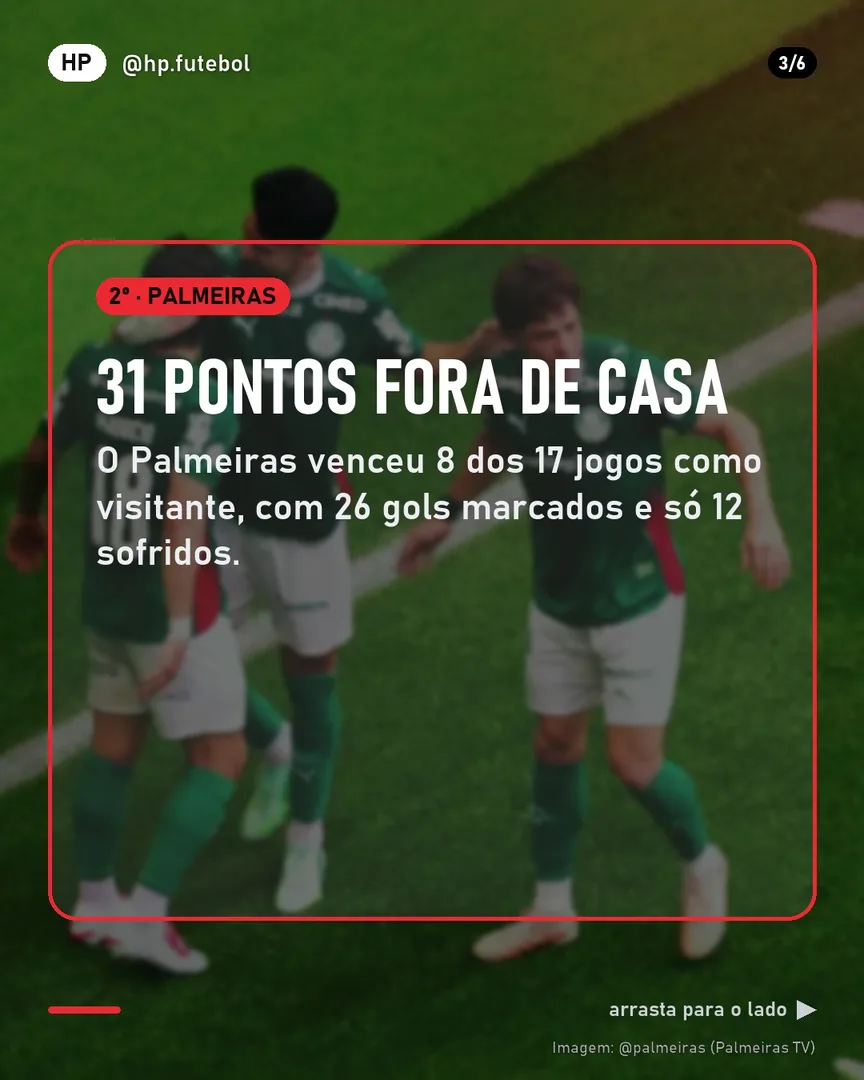 HP @hp.futebol
3/6
2º · PALMEIRAS
31 PONTOS FORA DE CASA
O Palmeiras venceu 8 dos 17 jogos como
visitante, com 26 gols marcados e só 12
sofridos.
arrasta para o lado ▶
Imagem: @palmeiras (Palmeiras TV)